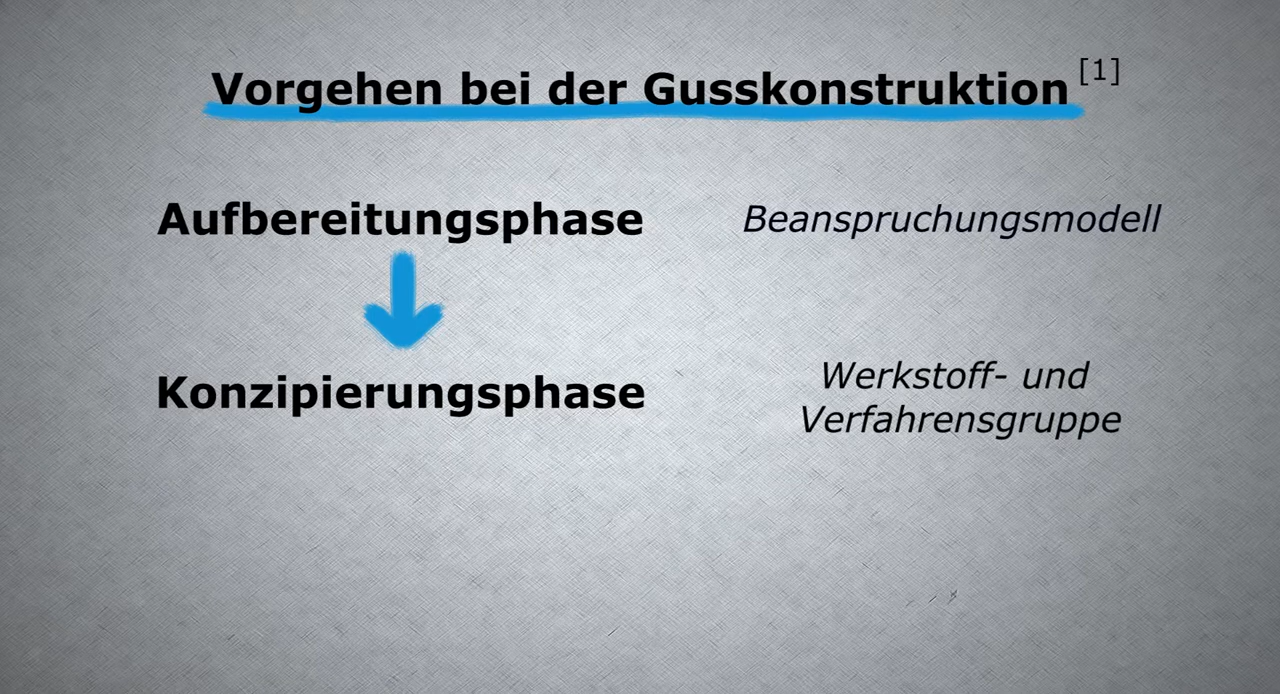 Vorgehen bei der Gusskonstruktion [1]
Aufbereitungsphase
Beanspruchungsmodell
Konzipierungsphase
Werkstoff- und
Verfahrensgruppe